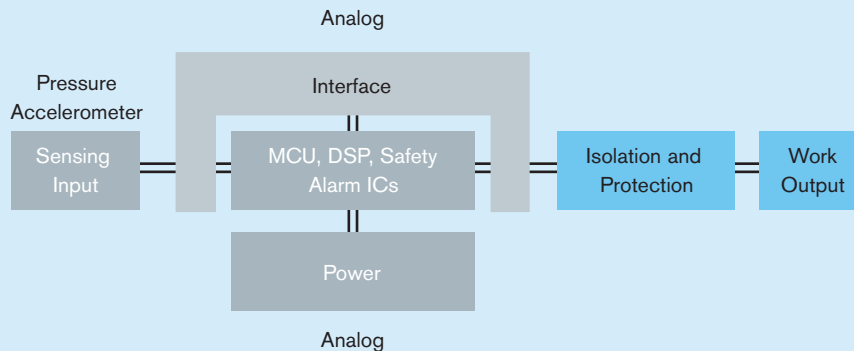 Analog
Interface
Pressure
Accelerometer
Sensing
Input
MCU, DSP, Safety
Alarm ICs
Isolation and
Protection
Work
Output
Power
Analog